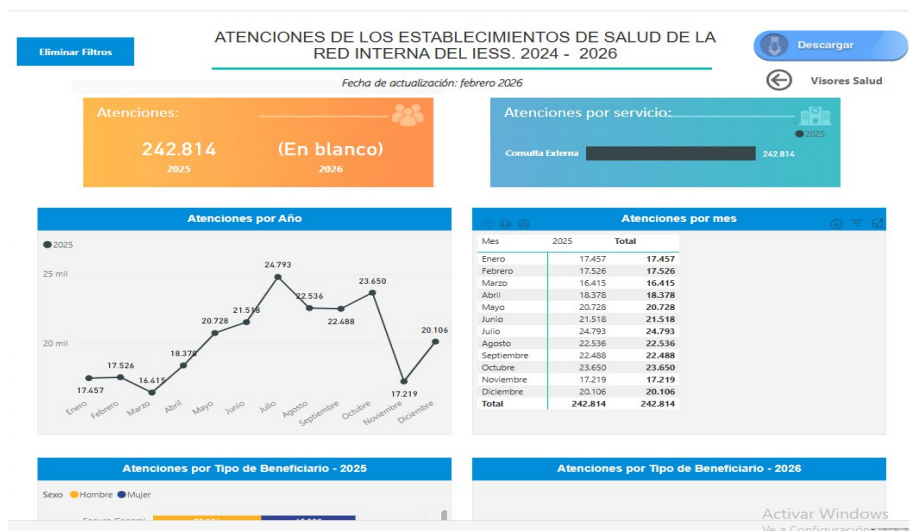 Eliminar Filtros
ATENCIONES DE LOS ESTABLECIMIENTOS DE SALUD DE LA
RED INTERNA DEL IESS. 2024 - 2026
Descargar
Fecha de actualización: febrero 2026
Visores Salud
Atenciones:
242.814
(En blanco)
2025
2026
Atenciones por servicio:
2025
Consulta Externa
242.814
Atenciones por Año
2025
25 mil
20 mil
17.457
17.526
16.415
18.378
20.728
21.518
24.793
22.536
22.488
23.650
17.219
20.106
Enero
Febrero
Marzo
Abril
Mayo
Junio
Julio
Agosto
Septiembre
Octubre
Noviembre
Diciembre
Atenciones por mes
Mes 2025 Total
Enero 17.457 17.457
Febrero 17.526 17.526
Marzo 16.415 16.415
Abril 18.378 18.378
Mayo 20.728 20.728
Junio 21.518 21.518
Julio 24.793 24.793
Agosto 22.536 22.536
Septiembre 22.488 22.488
Octubre 23.650 23.650
Noviembre 17.219 17.219
Diciembre 20.106 20.106
Total 242.814 242.814
Atenciones por Tipo de Beneficiario - 2025
Sexo Hombre Mujer
Seguro General
Atenciones por Tipo de Beneficiario - 2026
Activar Windows
Ve a Configuración